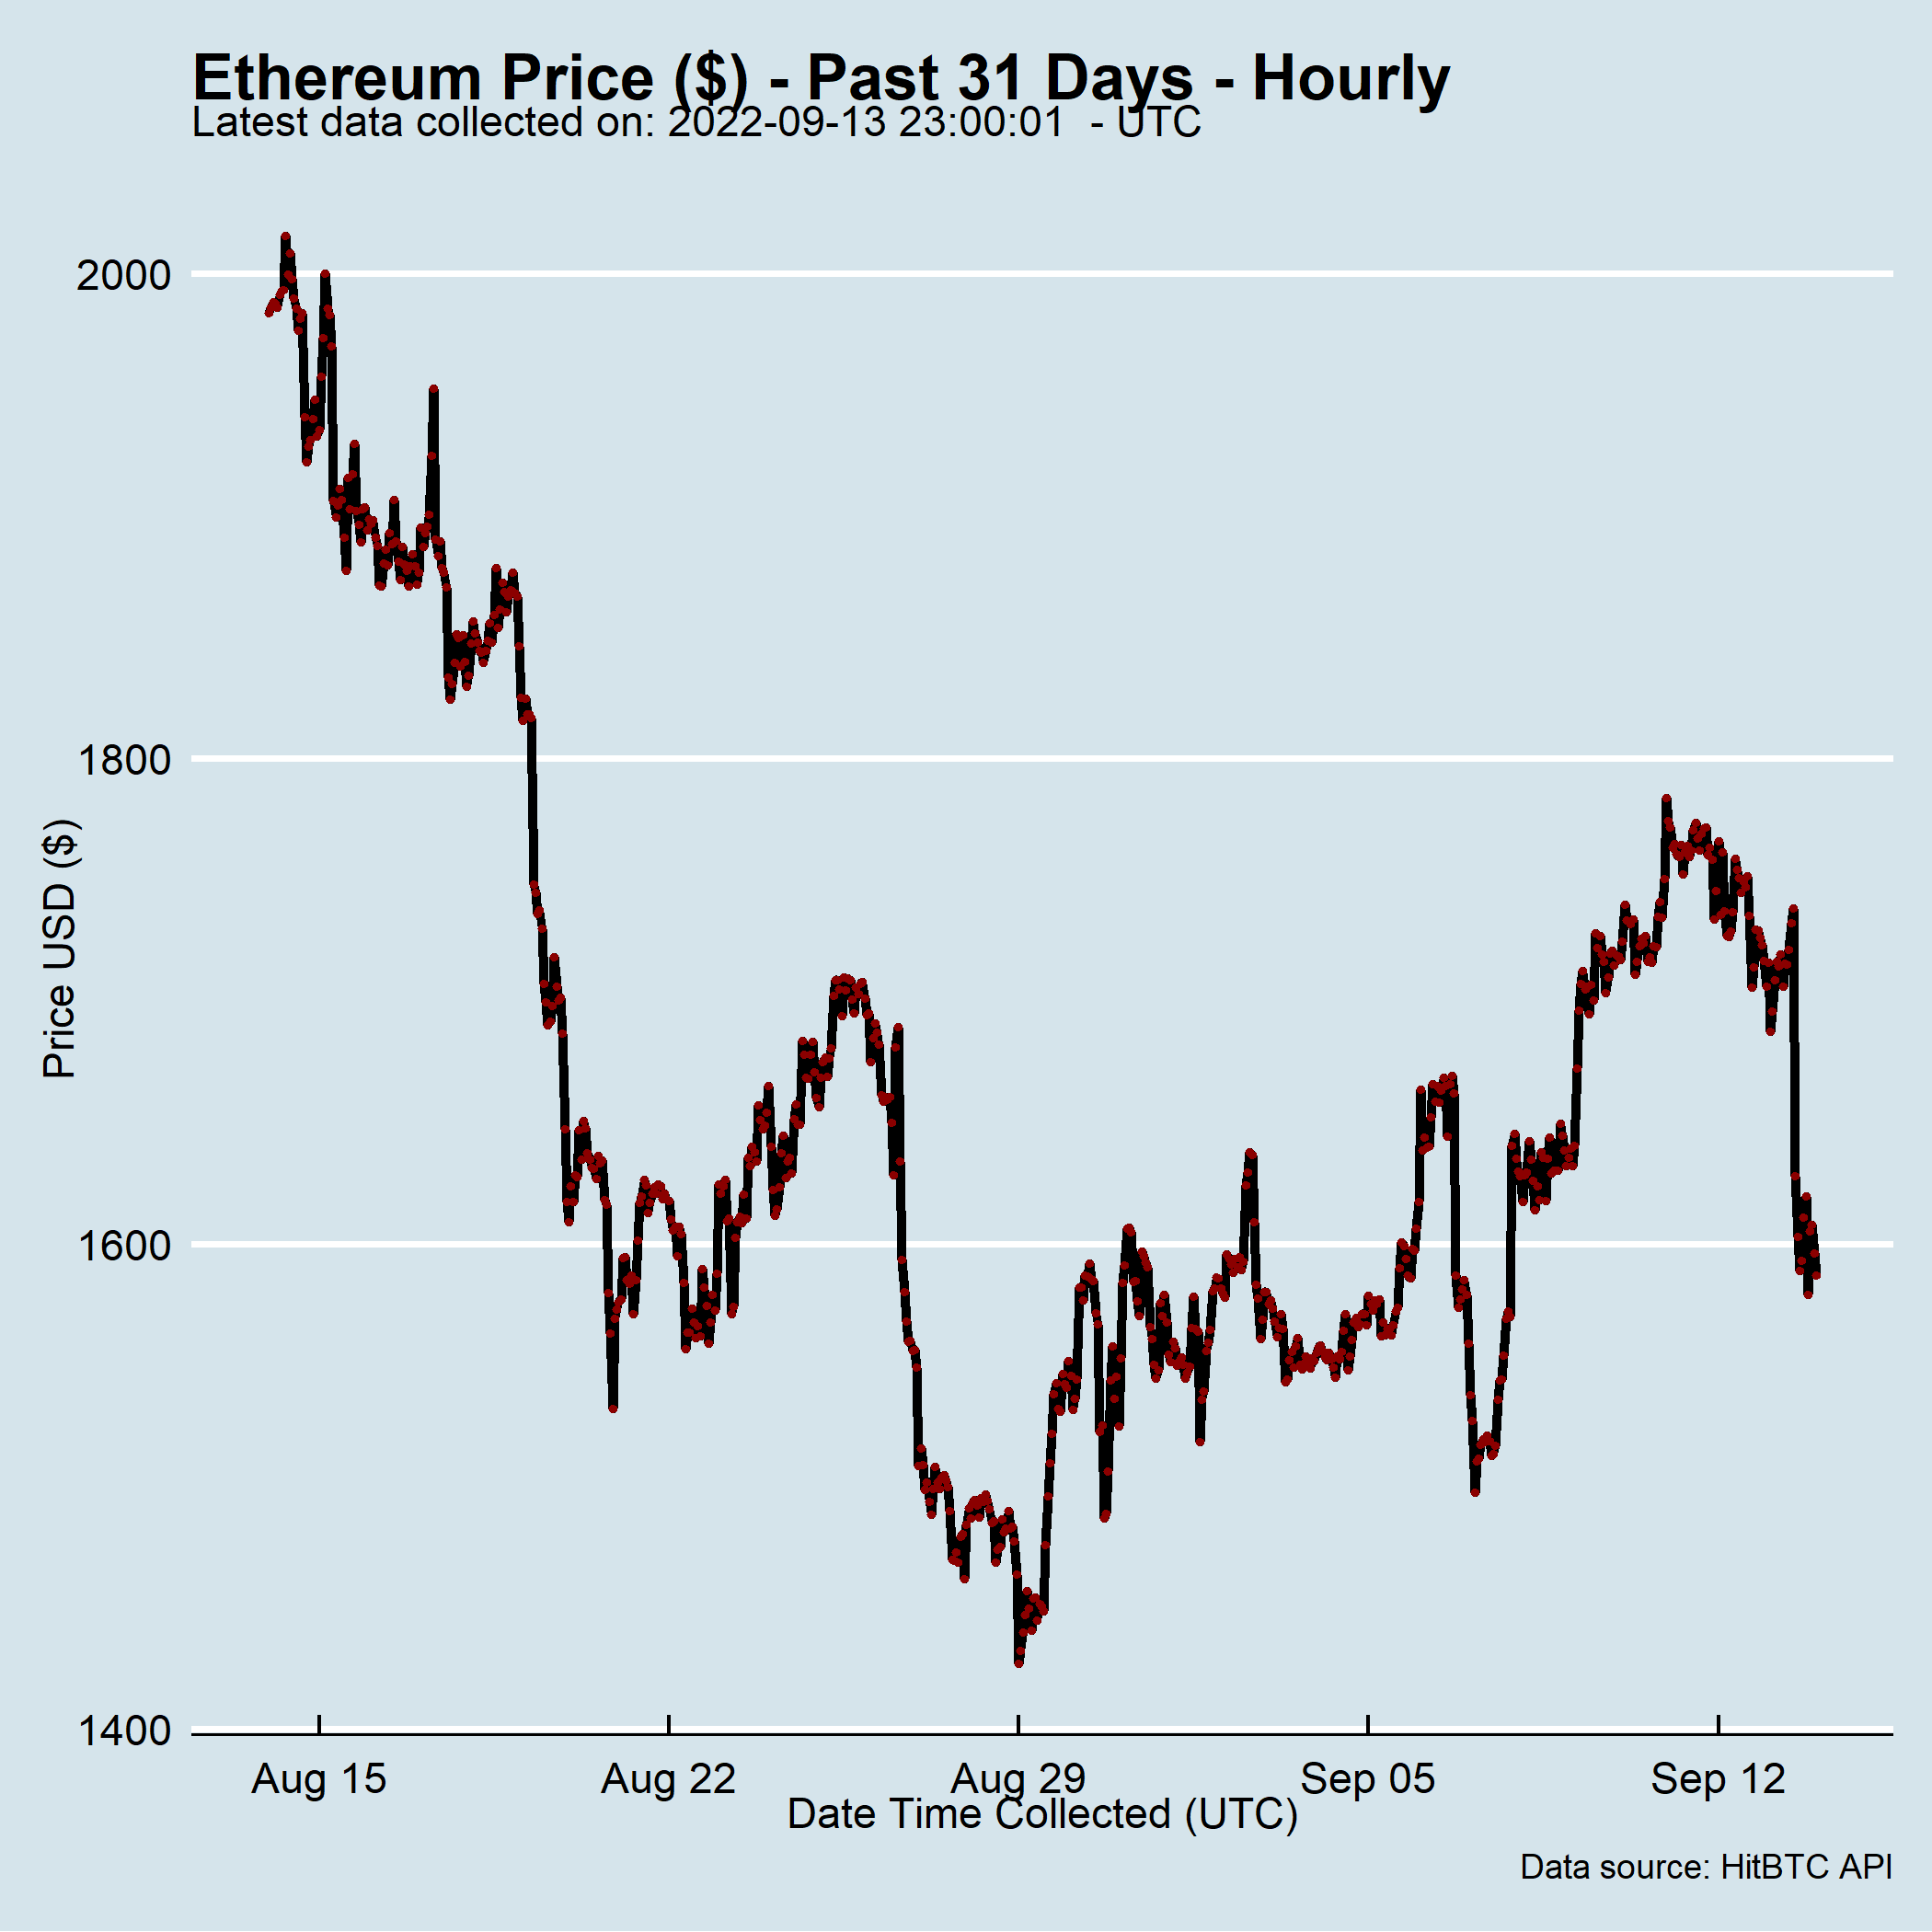 Ethereum Price ($) - Past 31 Days - Hourly
Latest data collected on: 2022-09-13 23:00:01  - UTC
2000
1800
1600
1400
Price USD ($)
Aug 15
Aug 22
Aug 29
Sep 05
Sep 12
Date Time Collected (UTC)
Data source: HitBTC API